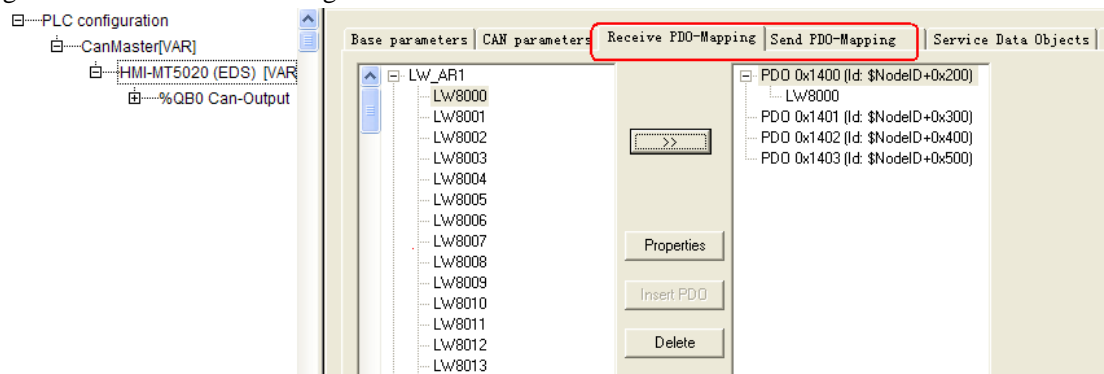 PLC configuration
CanMaster[VAR]
HMI-MT5020 (EDS) [VAR
%QB0 Can-Output
Base parameters
CAN parameters
Receive PDO-Mapping
Send PDO-Mapping
Service Data Objects
LW_AR1
LW8000
LW8001
LW8002
LW8003
LW8004
LW8005
LW8006
LW8007
LW8008
LW8009
LW8010
LW8011
LW8012
LW8013
>>
Properties
Insert PDO
Delete
PDO 0x1400 (Id: $NodeID+0x200)
LW8000
PDO 0x1401 (Id: $NodeID+0x300)
PDO 0x1402 (Id: $NodeID+0x400)
PDO 0x1403 (Id: $NodeID+0x500)